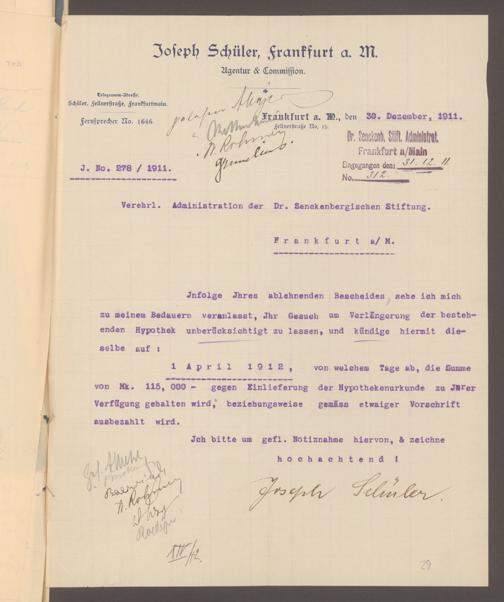 Joseph Schüler, Frankfurt a. M.
Agentur & Commission.
Telegramm-Adresse:
Schüler, Fellnerstraße, Frankfurtmain.
Fernsprecher No. 1646.
Frankfurt a. M., den 30. Dezember, 1911.
Fellnerstraße No. 12.
Dr. Senckenb. Stift. Administrat.
Frankfurt a/Main
Eingegangen den: 31.12.11
No. 312
J. No. 278 / 1911.
Verehrl. Administration der Dr. Senckenbergischen Stiftung.
Frankfurt a/ M.
Jnfolge Jhres ablehnenden Bescheides, sehe ich mich
zu meinem Bedauern veranlasst, Jhr Gesuch um Verlängerung der besteh-
enden Hypothek unberücksichtigt zu lassen, und kündige hiermit die-
selbe auf :
1 April 1912, von welchem Tage ab, die Summe
von Mk. 115,000- gegen Einlieferung der Hypothekenurkunde zu Jhrer
Verfügung gehalten wird, beziehungsweise gemäss etwaiger Vorschrift
ausbezahlt wird.
Ich bitte um gefl. Notiznahme hiervon, & zeichne
hochachtend !
Joseph Schüler.
29